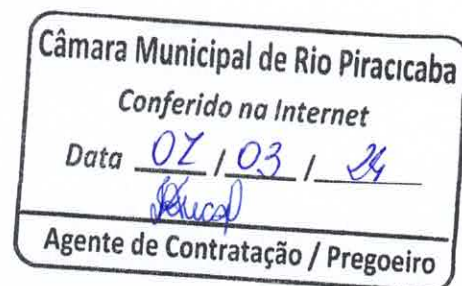 Câmara Municipal de Rio Piracicaba
Conferido na Internet
Data 07 / 03 / 24
Agente de Contratação / Pregoeiro